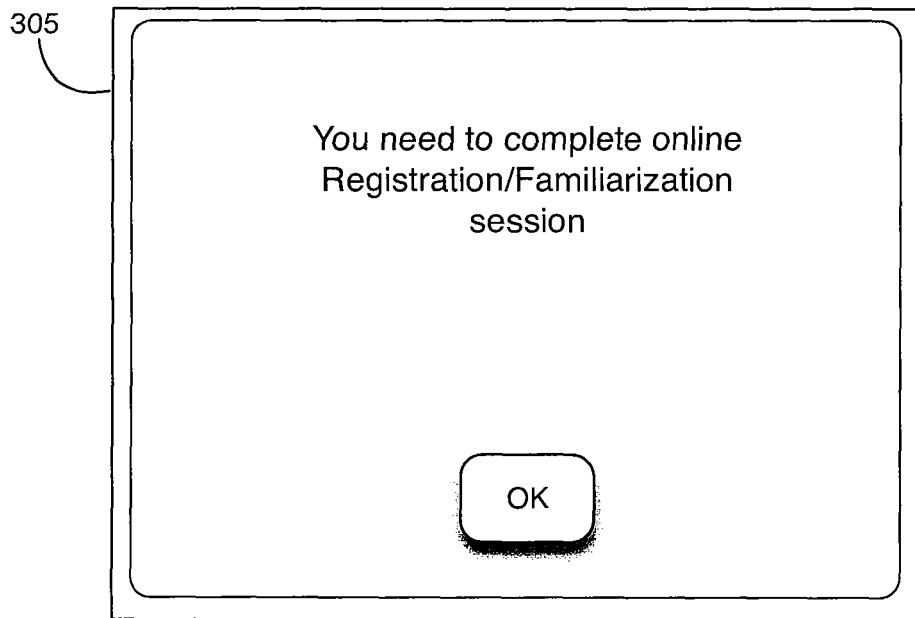 305
You need to complete online
Registration/Familiarization
session
OK